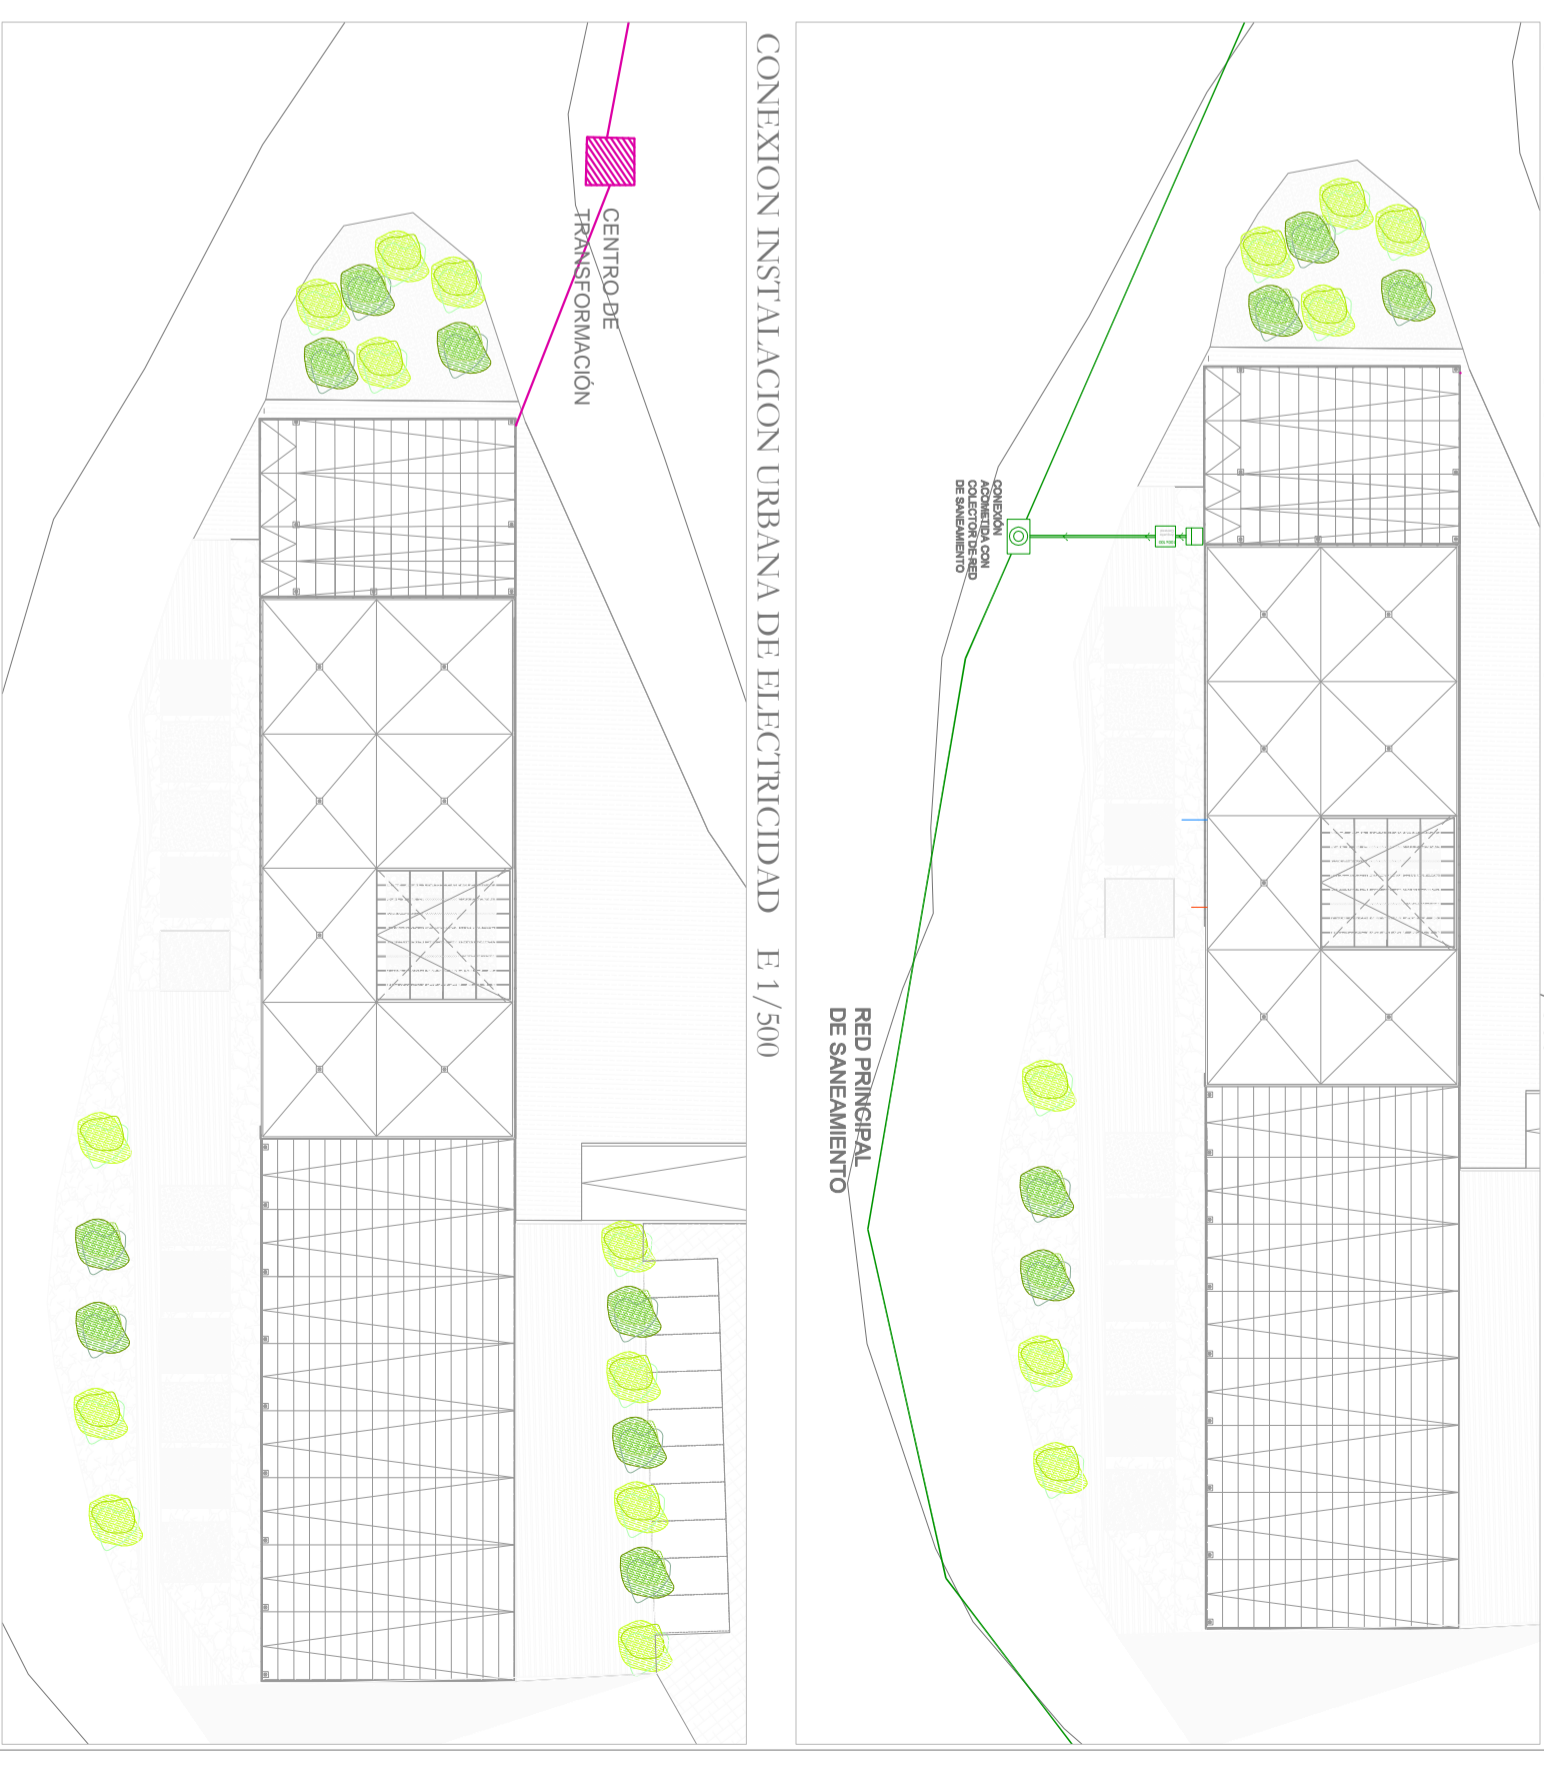 RED PRINCIPAL
DE SANEAMIENTO
CONEXIÓN
ACOMETIDA CON
COLECTOR DE RED
DE SANEAMIENTO
CONEXION INSTALACION URBANA DE ELECTRICIDAD E 1/500
CENTRO DE
TRANSFORMACIÓN